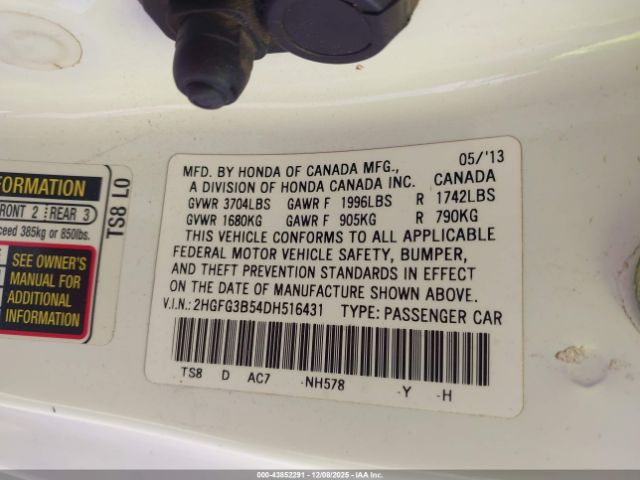 MFD. BY HONDA OF CANADA MFG., 05/'13
A DIVISION OF HONDA CANADA INC. CANADA
GVWR 3704LBS GAWR F 1996LBS R 1742LBS
GVWR 1680KG GAWR F 905KG R 790KG
THIS VEHICLE CONFORMS TO ALL APPLICABLE
FEDERAL MOTOR VEHICLE SAFETY, BUMPER,
AND THEFT PREVENTION STANDARDS IN EFFECT
ON THE DATE OF MANUFACTURE SHOWN ABOVE.
V.I.N.: 2HGFG3B54DH516431 TYPE: PASSENGER CAR
TS8 D AC7 -NH578 -Y -H
FORMATION
FRONT 2 REAR 3
ceed 385kg or 850lbs.
SEE OWNER'S
MANUAL FOR
ADDITIONAL
INFORMATION
TS8 L0
000-43852291 - 12/08/2025 - IAA Inc.